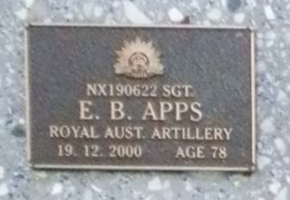 NX190622 SGT.
E. B. APPS
ROYAL AUST. ARTILLERY
19. 12. 2000 AGE 78